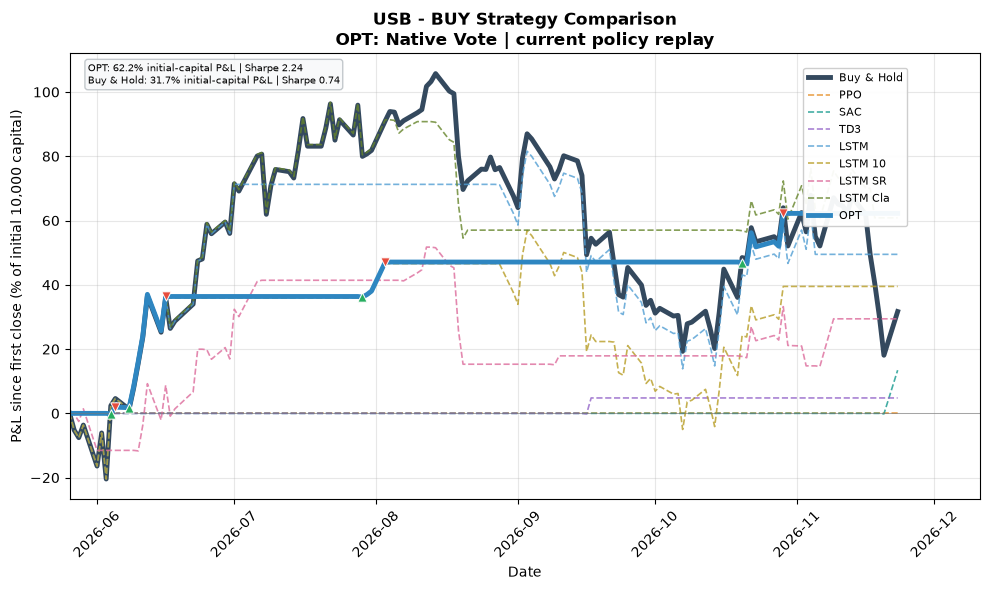 USB - BUY Strategy Comparison
OPT: Native Vote | current policy replay
OPT: 62.2% initial-capital P&L | Sharpe 2.24
Buy & Hold: 31.7% initial-capital P&L | Sharpe 0.74
Buy & Hold
PPO
SAC
TD3
LSTM
LSTM 10
LSTM SR
LSTM Cla
OPT
P&L since first close (% of initial 10,000 capital)
100
80
60
40
20
0
−20
2026-06
2026-07
2026-08
2026-09
2026-10
2026-11
2026-12
Date